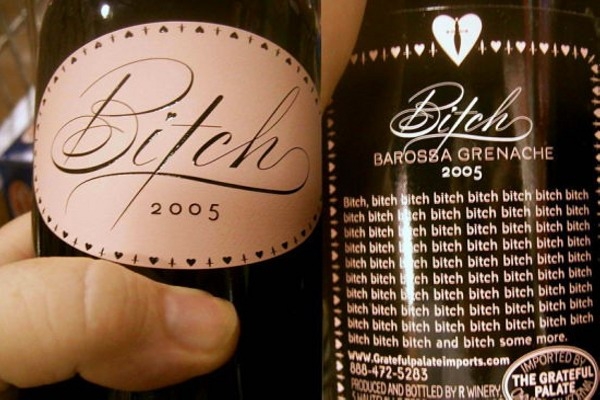 Bitch
2005
Bitch
BAROSSA GRENACHE
2005
Bitch, bitch bitch bitch bitch bitch bitch bitch
bitch bitch bitch bitch bitch bitch bitch bitch
bitch bitch bitch bitch bitch bitch bitch bitch
bitch bitch bitch bitch bitch bitch bitch bitch
bitch bitch bitch bitch bitch bitch bitch bitch
bitch bitch bitch bitch bitch bitch bitch bitch
bitch bitch bitch bitch bitch bitch bitch bitch
bitch bitch bitch bitch bitch bitch bitch bitch
bitch bitch bitch bitch bitch bitch bitch bitch
bitch bitch bitch and bitch some more.
www.Gratefulpalateimports.com
888-472-5283
PRODUCED AND BOTTLED BY R WINERY,
IMPORTED BY
THE GRATEFUL
PALATE